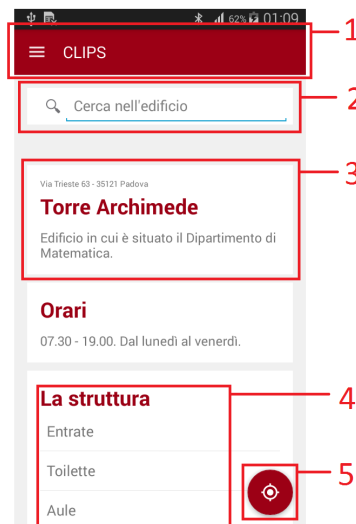 62% 01:09
CLIPS
1
Cerca nell'edificio
2
Via Trieste 63 - 35121 Padova
3
Torre Archimede
Edificio in cui è situato il Dipartimento di
Matematica.
Orari
07.30 - 19.00. Dal lunedì al venerdì.
La struttura
4
Entrate
Toilette
5
Aule